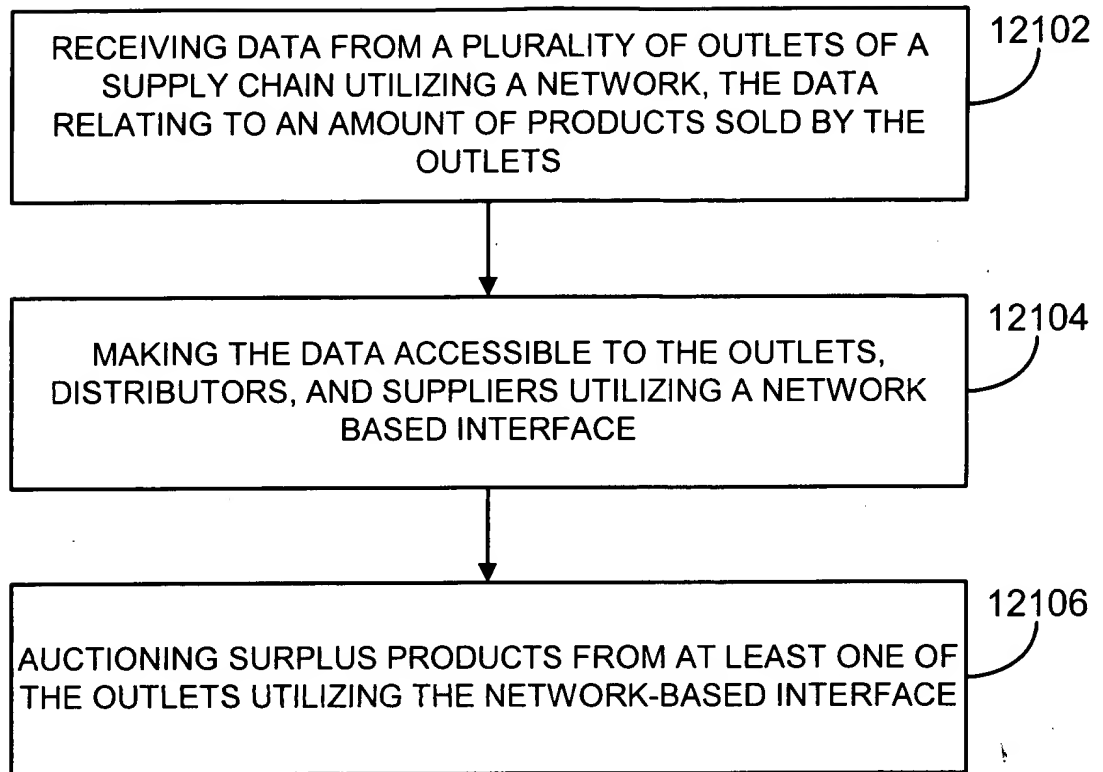 RECEIVING DATA FROM A PLURALITY OF OUTLETS OF A
SUPPLY CHAIN UTILIZING A NETWORK, THE DATA
RELATING TO AN AMOUNT OF PRODUCTS SOLD BY THE
OUTLETS
12102
MAKING THE DATA ACCESSIBLE TO THE OUTLETS,
DISTRIBUTORS, AND SUPPLIERS UTILIZING A NETWORK
BASED INTERFACE
12104
AUCTIONING SURPLUS PRODUCTS FROM AT LEAST ONE OF
THE OUTLETS UTILIZING THE NETWORK-BASED INTERFACE
12106